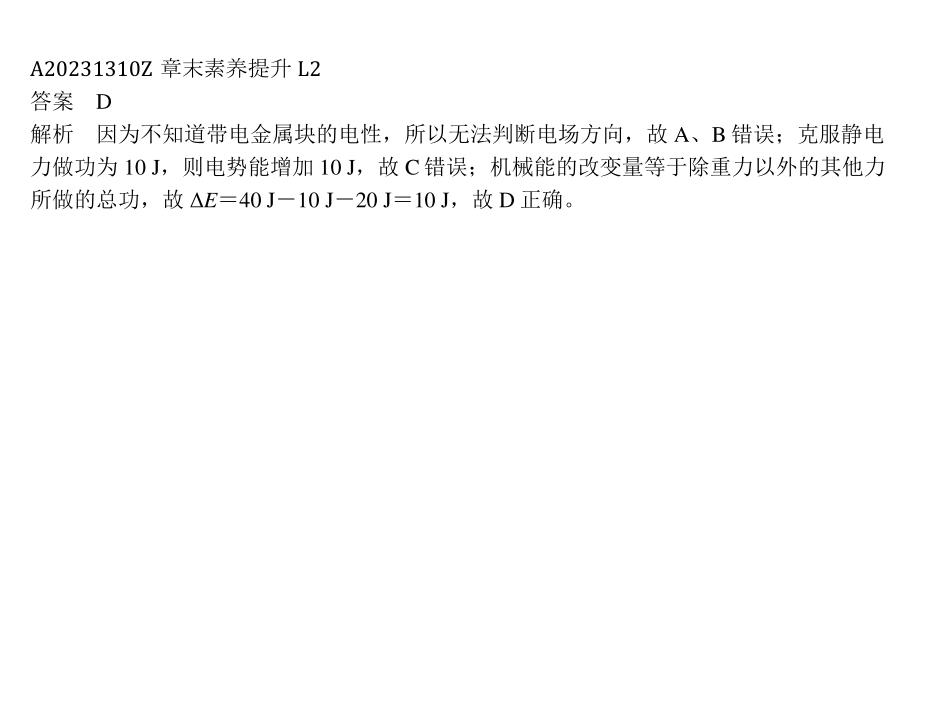 A20231310Z 章末素养提升 L2
答案　D
解析　因为不知道带电金属块的电性，所以无法判断电场方向，故 A、B 错误；克服静电
力做功为 10 J，则电势能增加 10 J，故 C 错误；机械能的改变量等于除重力以外的其他力
所做的总功，故 ΔE＝40 J－10 J－20 J＝10 J，故 D 正确。